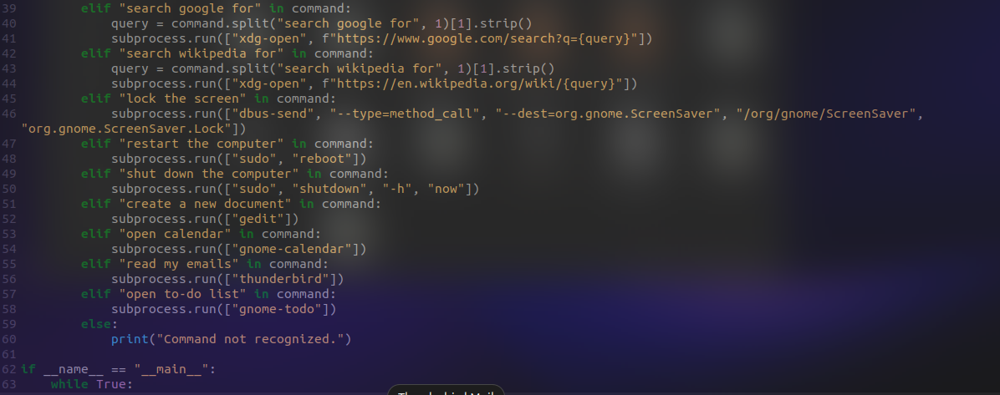 39 elif "search google for" in command:
40 query = command.split("search google for", 1)[1].strip()
41 subprocess.run(["xdg-open", f"https://www.google.com/search?q={query}"])
42 elif "search wikipedia for" in command:
43 query = command.split("search wikipedia for", 1)[1].strip()
44 subprocess.run(["xdg-open", f"https://en.wikipedia.org/wiki/{query}"])
45 elif "lock the screen" in command:
46 subprocess.run(["dbus-send", "--type=method_call", "--dest=org.gnome.ScreenSaver", "/org/gnome/ScreenSaver",
"org.gnome.ScreenSaver.Lock"])
47 elif "restart the computer" in command:
48 subprocess.run(["sudo", "reboot"])
49 elif "shut down the computer" in command:
50 subprocess.run(["sudo", "shutdown", "-h", "now"])
51 elif "create a new document" in command:
52 subprocess.run(["gedit"])
53 elif "open calendar" in command:
54 subprocess.run(["gnome-calendar"])
55 elif "read my emails" in command:
56 subprocess.run(["thunderbird"])
57 elif "open to-do list" in command:
58 subprocess.run(["gnome-todo"])
59 else:
60 print("Command not recognized.")
61
62 if __name__ == "__main__":
63 while True: